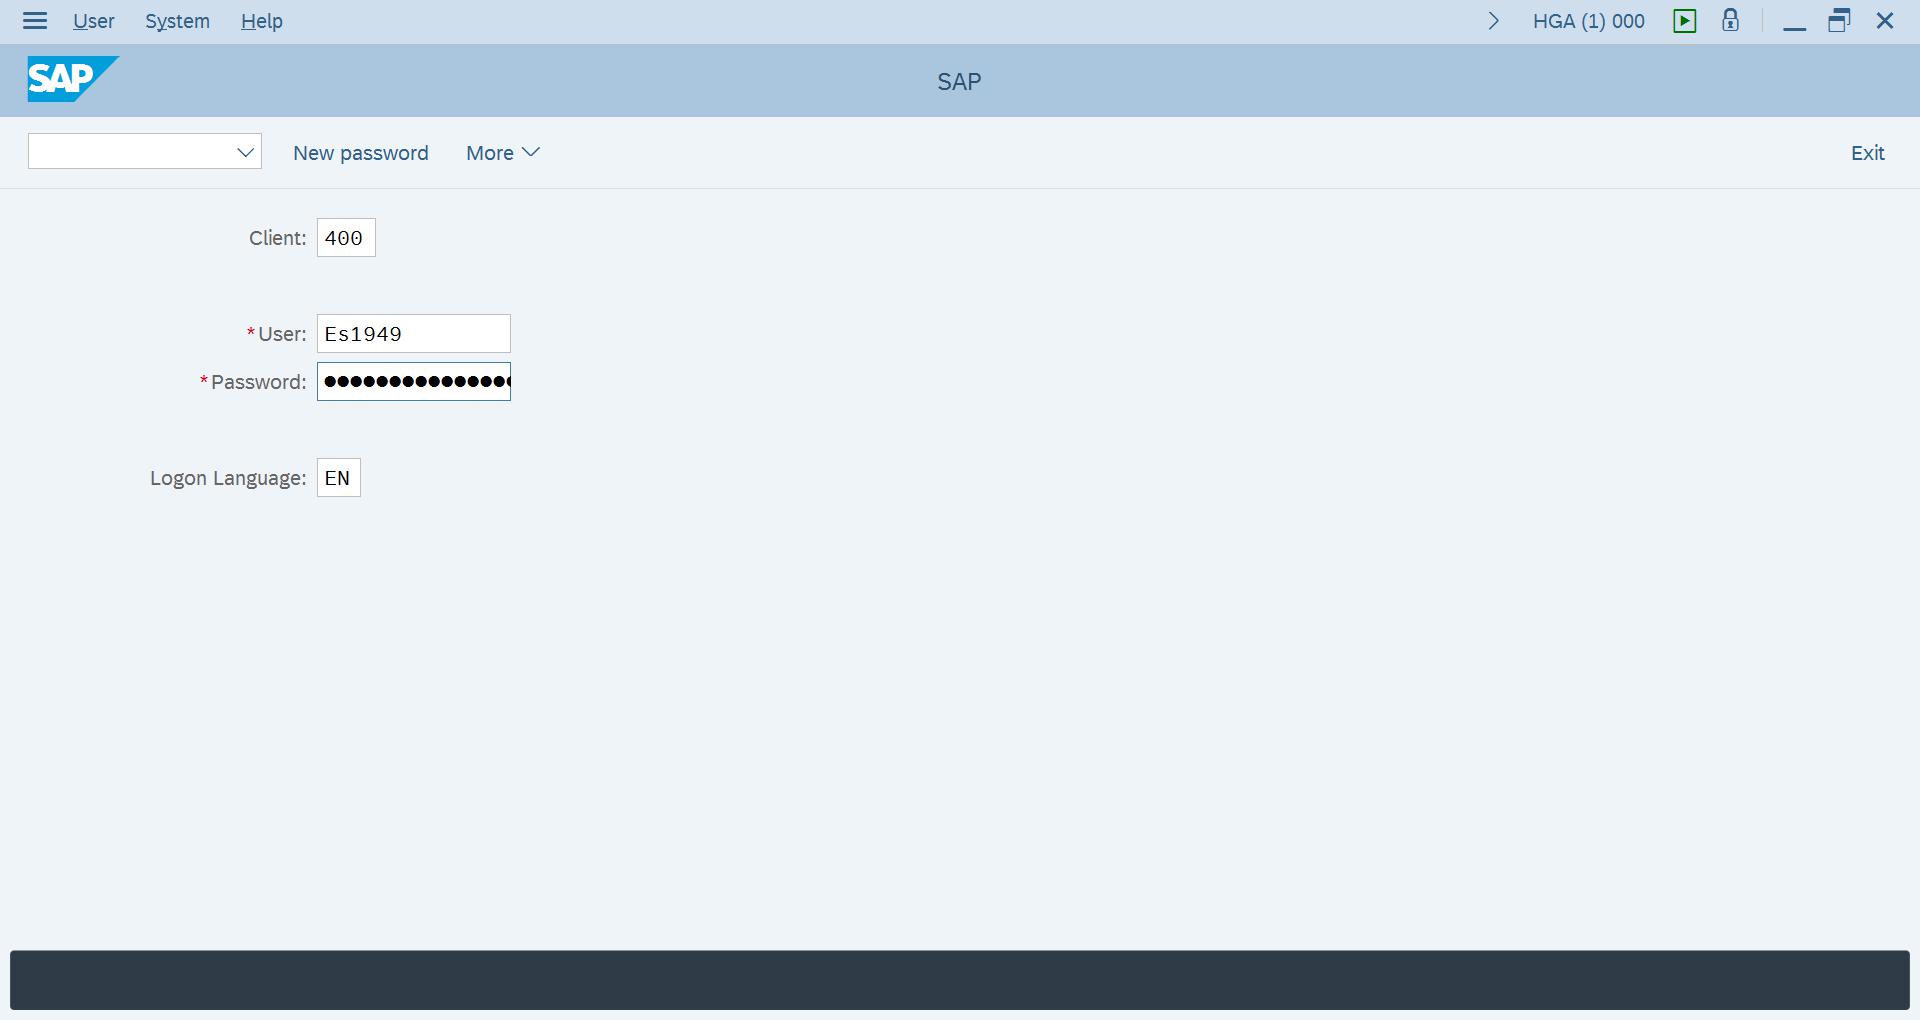 User System Help HGA (1) 000
SAP SAP
New password More Exit
Client: 400
*User: Es1949
*Password: ●●●●●●●●●●●●●●●
Logon Language: EN